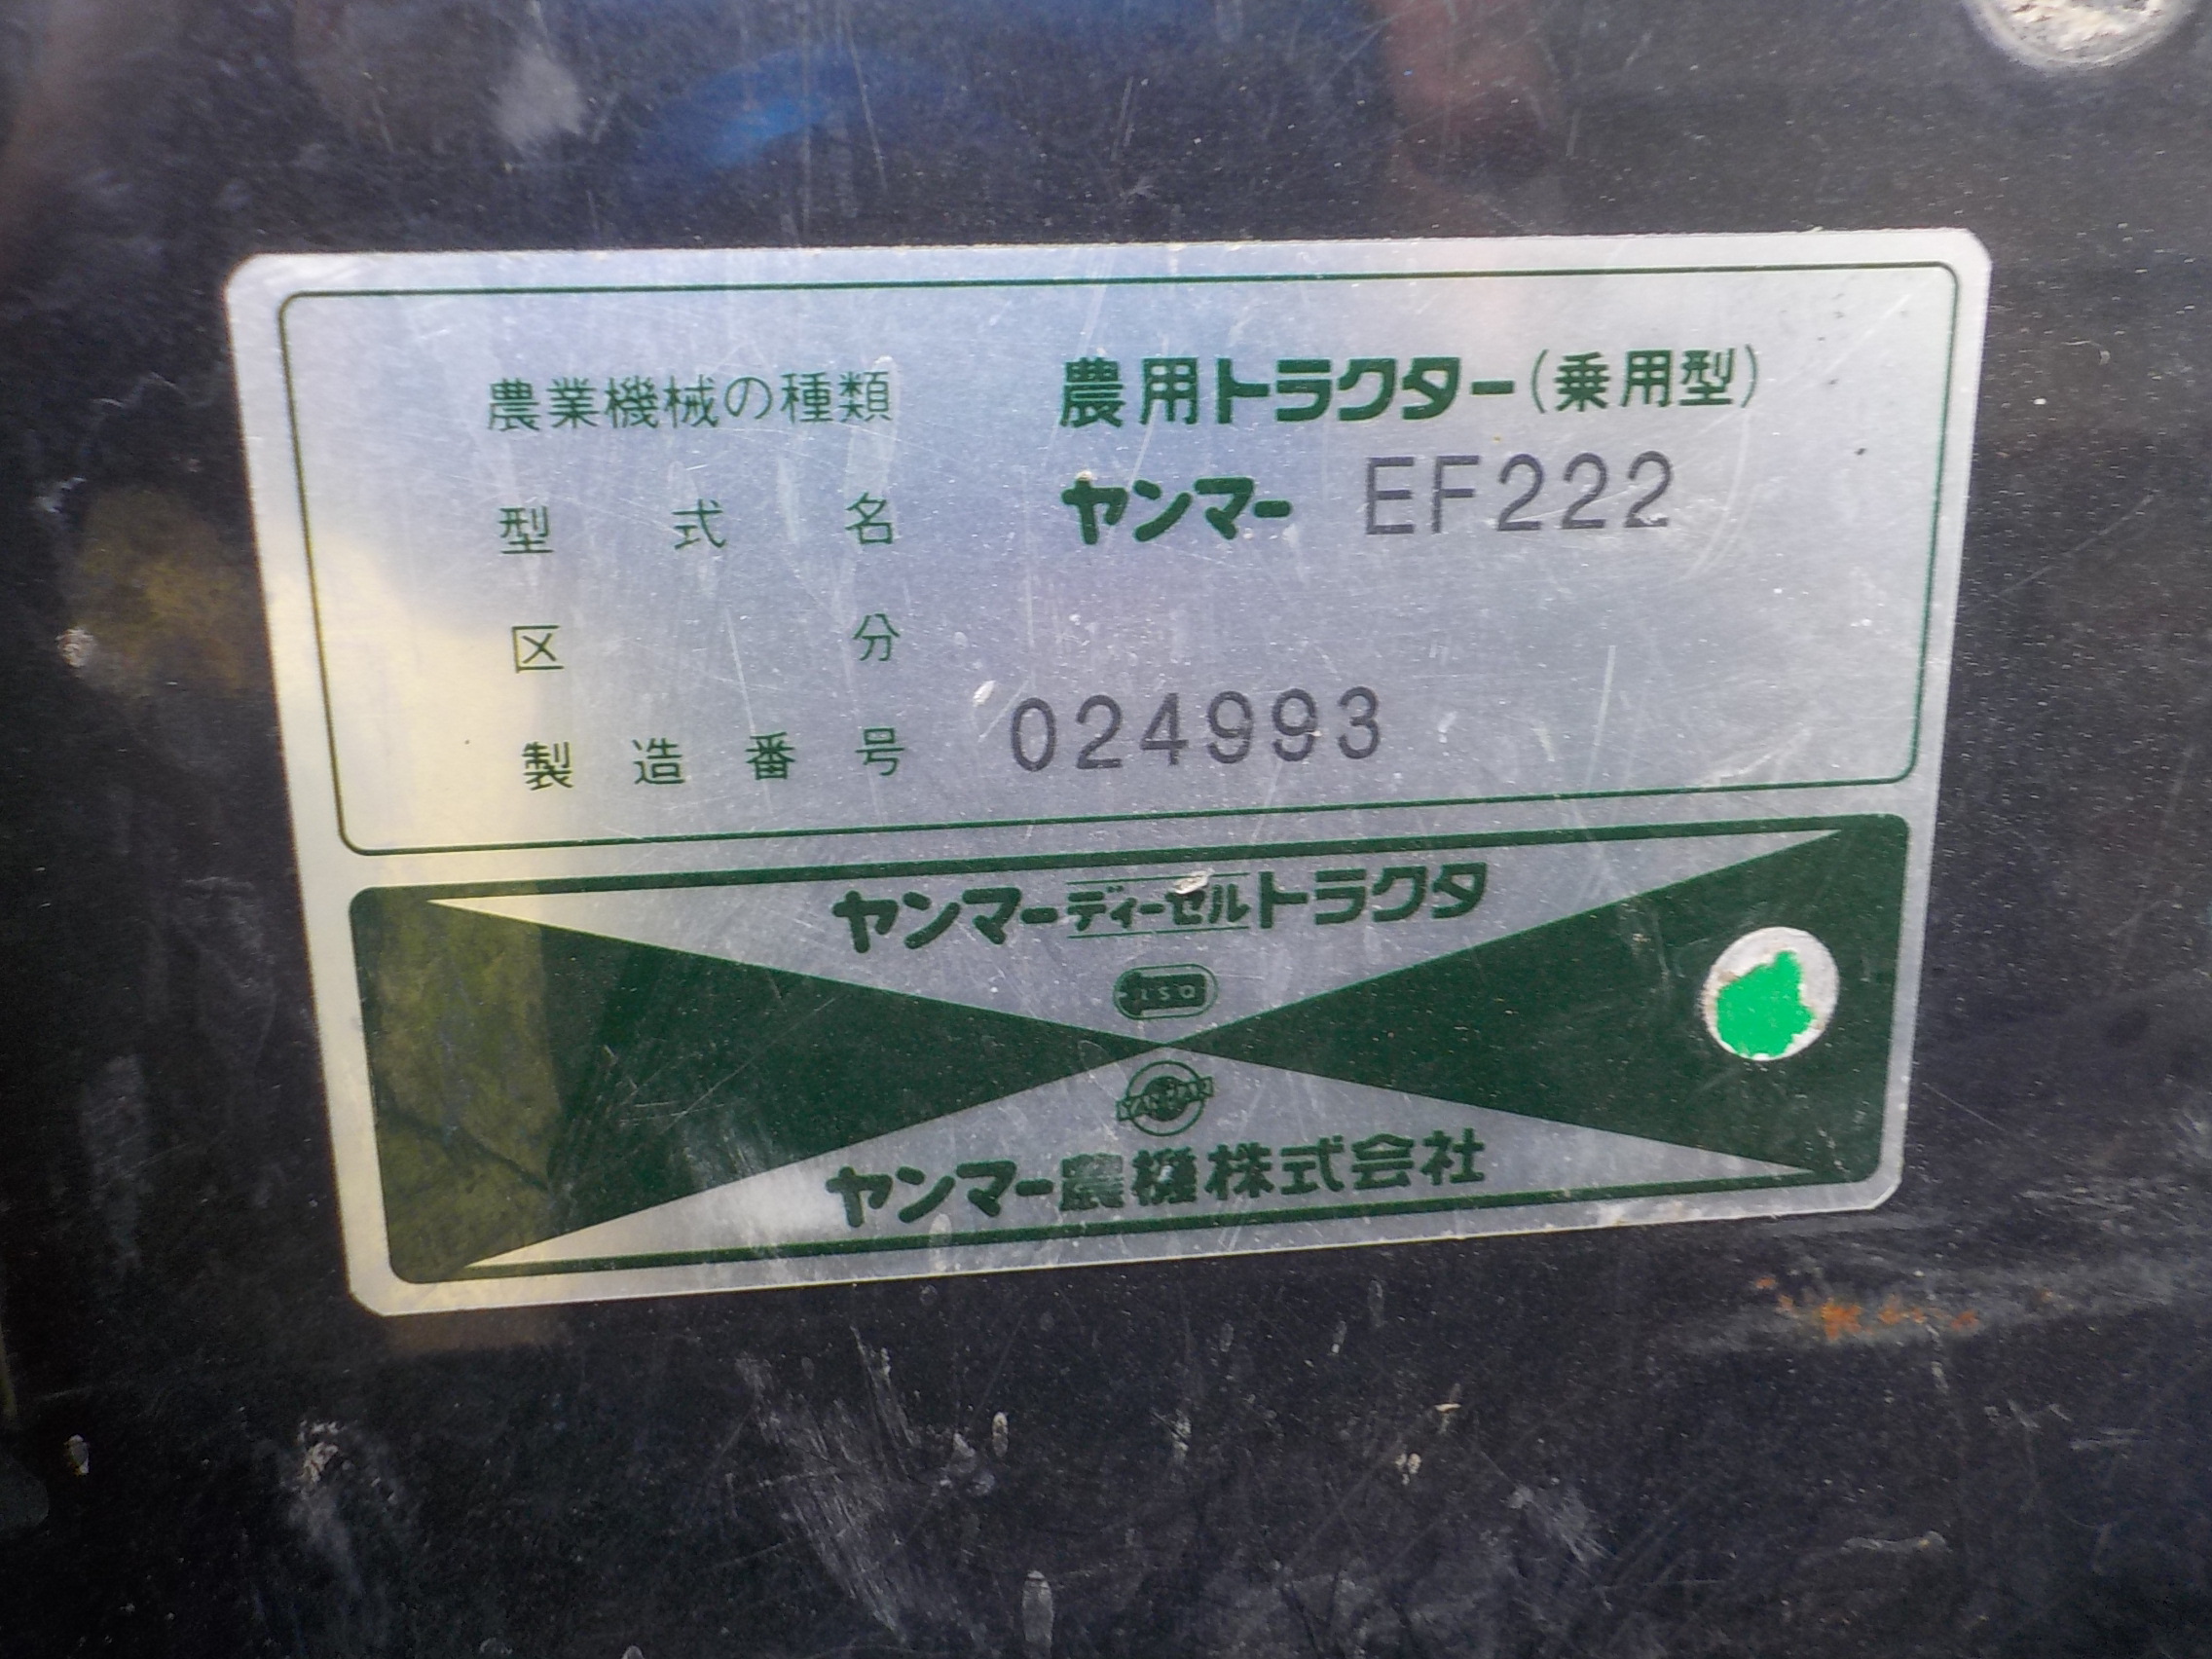 農業機械の種類 農用トラクター(乗用型)
型式名 ヤンマー EF222
区分
製造番号 024993
ヤンマーディーゼルトラクタ
YANMAR
ヤンマー農機株式会社